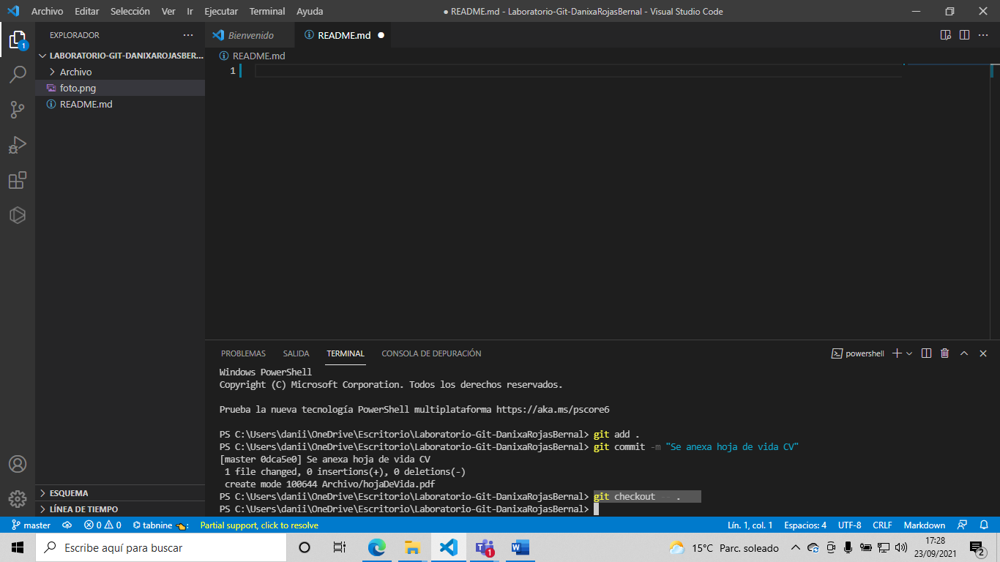 Archivo Editar Selección Ver Ir Ejecutar Terminal Ayuda ● README.md - Laboratorio-Git-DanixaRojasBernal - Visual Studio Code
EXPLORADOR
Bienvenido README.md
1
LABORATORIO-GIT-DANIXAROJASBER...
README.md
Archivo
1
foto.png
README.md
PROBLEMAS SALIDA TERMINAL CONSOLA DE DEPURACIÓN powershell
Windows PowerShell
Copyright (C) Microsoft Corporation. Todos los derechos reservados.
Prueba la nueva tecnología PowerShell multiplataforma https://aka.ms/pscore6
PS C:\Users\danii\OneDrive\Escritorio\Laboratorio-Git-DanixaRojasBernal> git add .
PS C:\Users\danii\OneDrive\Escritorio\Laboratorio-Git-DanixaRojasBernal> git commit -m "Se anexa hoja de vida CV"
[master 0dca5e0] Se anexa hoja de vida CV
1 file changed, 0 insertions(+), 0 deletions(-)
create mode 100644 Archivo/hojaDeVida.pdf
PS C:\Users\danii\OneDrive\Escritorio\Laboratorio-Git-DanixaRojasBernal> git checkout -- .
PS C:\Users\danii\OneDrive\Escritorio\Laboratorio-Git-DanixaRojasBernal>
ESQUEMA
LÍNEA DE TIEMPO
master 0 0 tabnine : Partial support, click to resolve Lín. 1, col. 1 Espacios: 4 UTF-8 CRLF Markdown
Escribe aquí para buscar 1 15°C Parc. soleado 17:28
23/09/2021 2